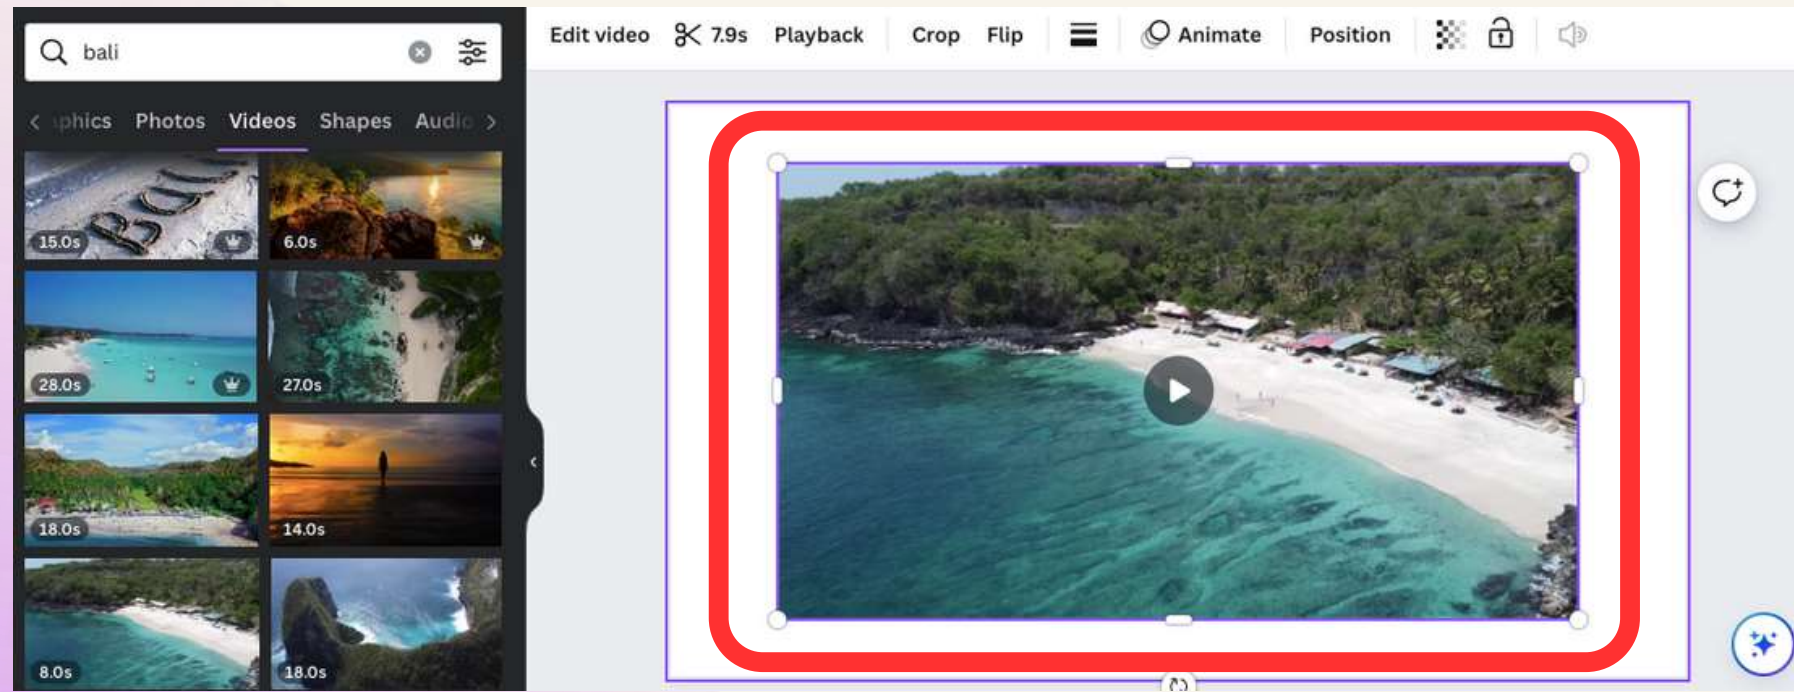 bali
Edit video 7.9s Playback Crop Flip Animate Position
phics Photos Videos Shapes Audio
Bali
15.0s
6.0s
28.0s
27.0s
18.0s
14.0s
8.0s
18.0s